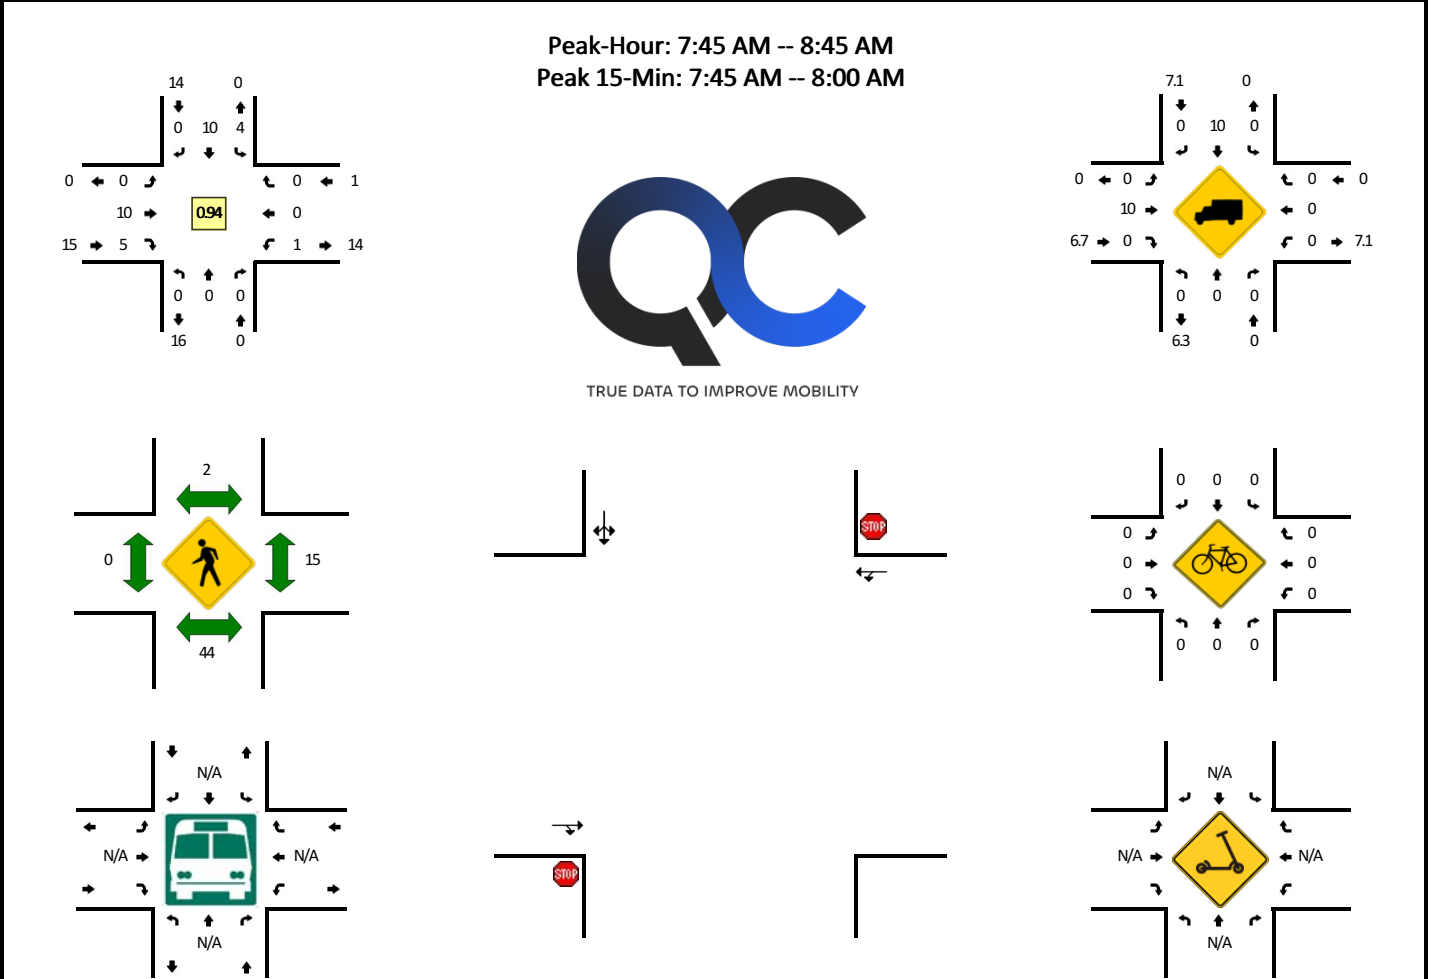 Peak-Hour: 7:45 AM -- 8:45 AM
Peak 15-Min: 7:45 AM -- 8:00 AM
14 0
0 10 4
0 0 0 1
10 0.94 0
15 5 1 14
0 0 0
16 0
7.1 0
0 10 0
0 0 0 0
10 0
6.7 0 0 7.1
0 0 0
6.3 0
TRUE DATA TO IMPROVE MOBILITY
2
0 15
44
STOP
STOP
0 0 0
0 0
0 0
0 0
0 0 0
N/A
N/A N/A
N/A
N/A
N/A N/A
N/A